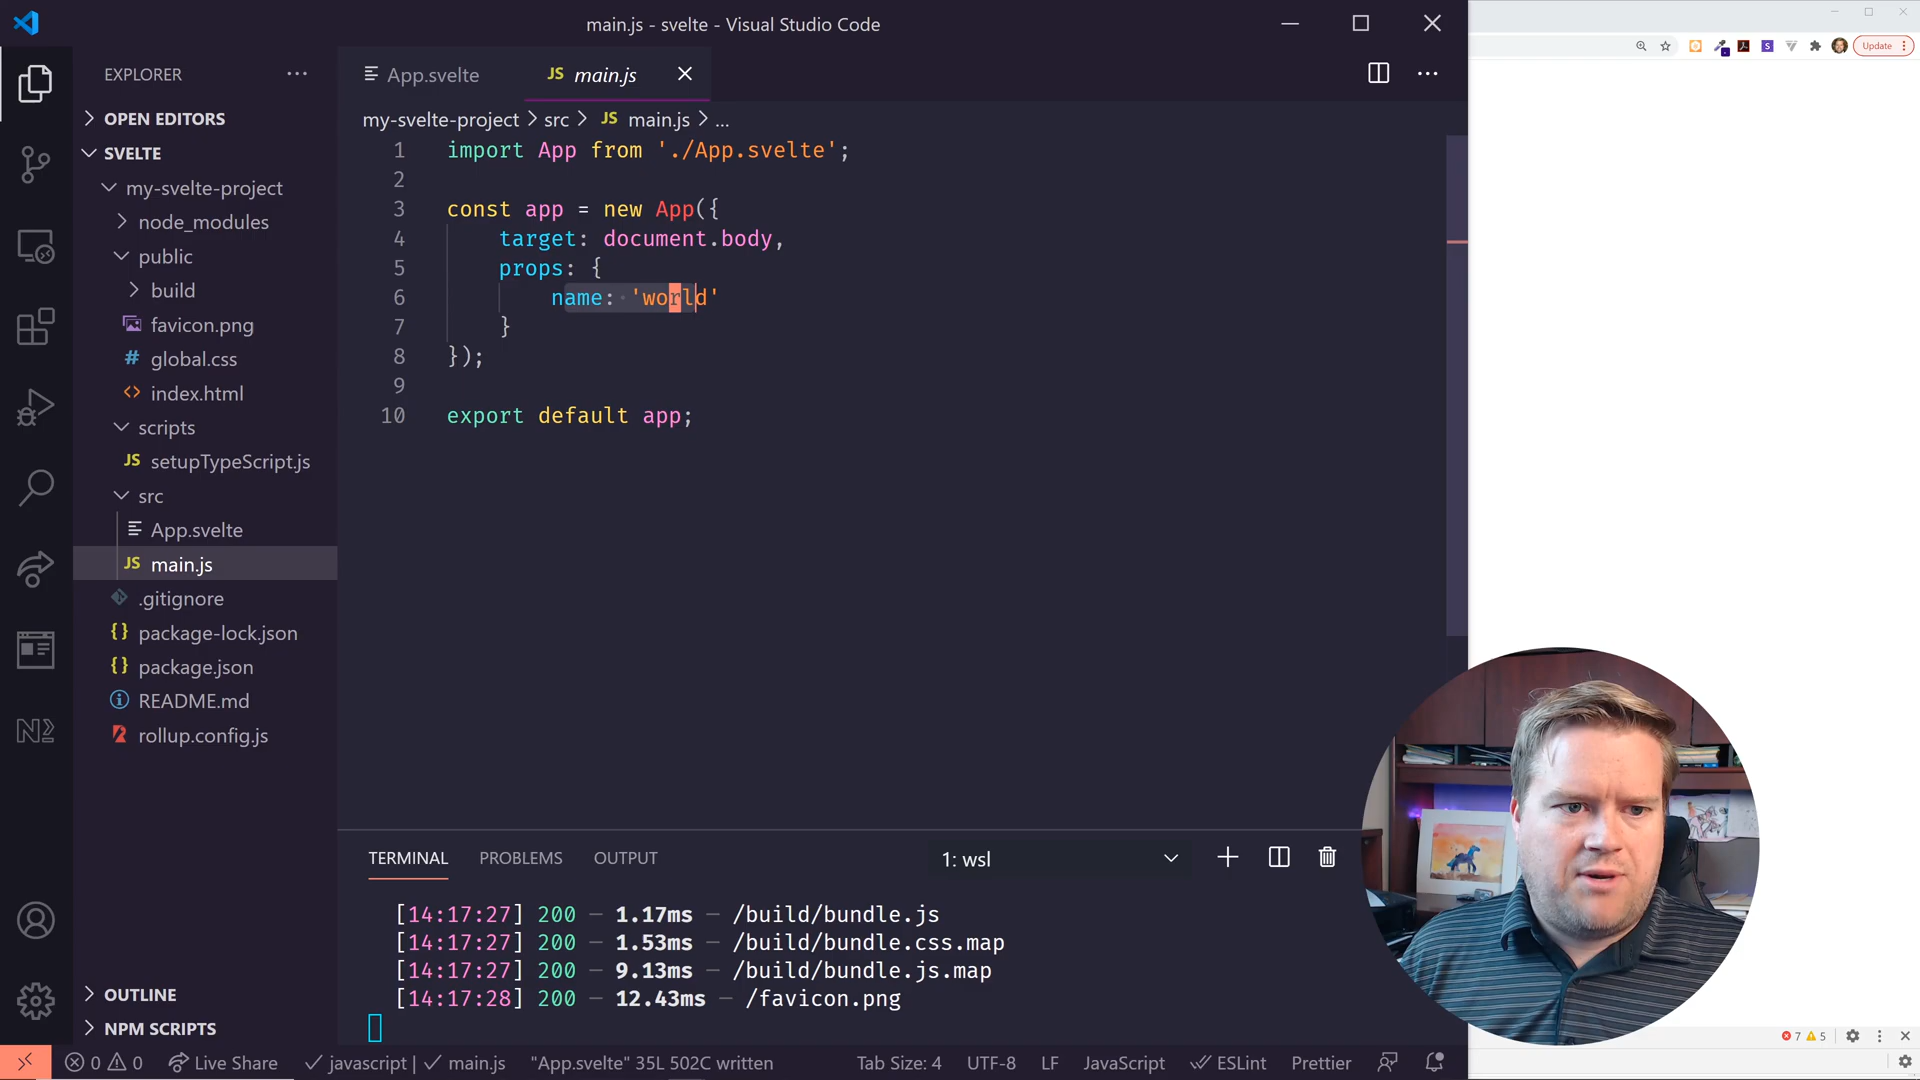 main.js - svelte - Visual Studio Code
Update
EXPLORER
OPEN EDITORS
SVELTE
my-svelte-project
node_modules
public
build
favicon.png
# global.css
<> index.html
scripts
JS setupTypeScript.js
src
App.svelte
JS main.js
.gitignore
{} package-lock.json
{} package.json
README.md
rollup.config.js
OUTLINE
NPM SCRIPTS
App.svelte
JS main.js
my-svelte-project > src > JS main.js > ...
1 import App from './App.svelte';
2
3 const app = new App({
4 target: document.body,
5 props: {
6 name: 'world'
7 }
8 });
9
10 export default app;
TERMINAL PROBLEMS OUTPUT
1: wsl
[14:17:27] 200 — 1.17ms — /build/bundle.js
[14:17:27] 200 — 1.53ms — /build/bundle.css.map
[14:17:27] 200 — 9.13ms — /build/bundle.js.map
[14:17:28] 200 — 12.43ms — /favicon.png
7 5
0 0 Live Share javascript | main.js "App.svelte" 35L 502C written Tab Size: 4 UTF-8 LF JavaScript ESLint Prettier